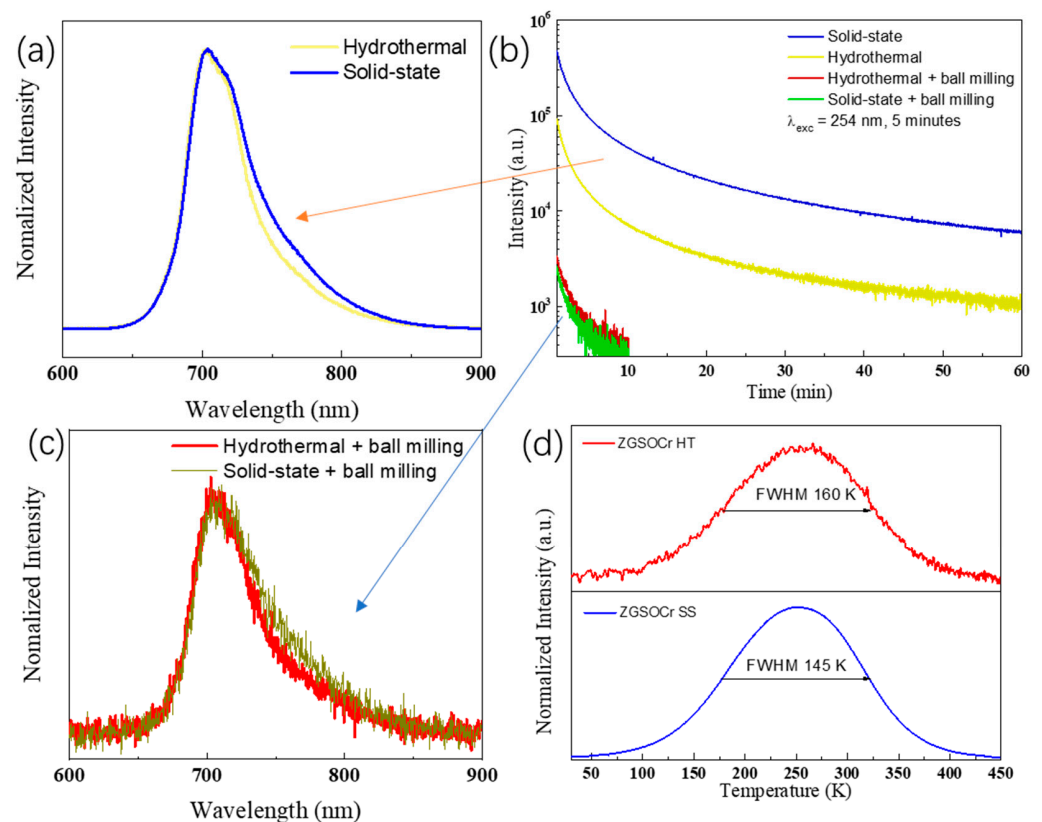 (a)
Hydrothermal
Solid-state
Nomalized Intensity
600 700 800 900
Wavelength (nm)
(b)
Solid-state
Hydrothermal
Hydrothermal + ball milling
Solid-state + ball milling
λexc = 254 nm, 5 minutes
Intensity (a.u.)
10^6
10^5
10^4
10^3
10 20 30 40 50 60
Time (min)
(c)
Hydrothermal + ball milling
Solid-state + ball milling
Nomalized Intensity
600 700 800 900
Wavelength (nm)
(d)
ZGSOCr HT
FWHM 160 K
ZGSOCr SS
FWHM 145 K
Normalized Intensity (a.u.)
50 100 150 200 250 300 350 400 450
Temperature (K)